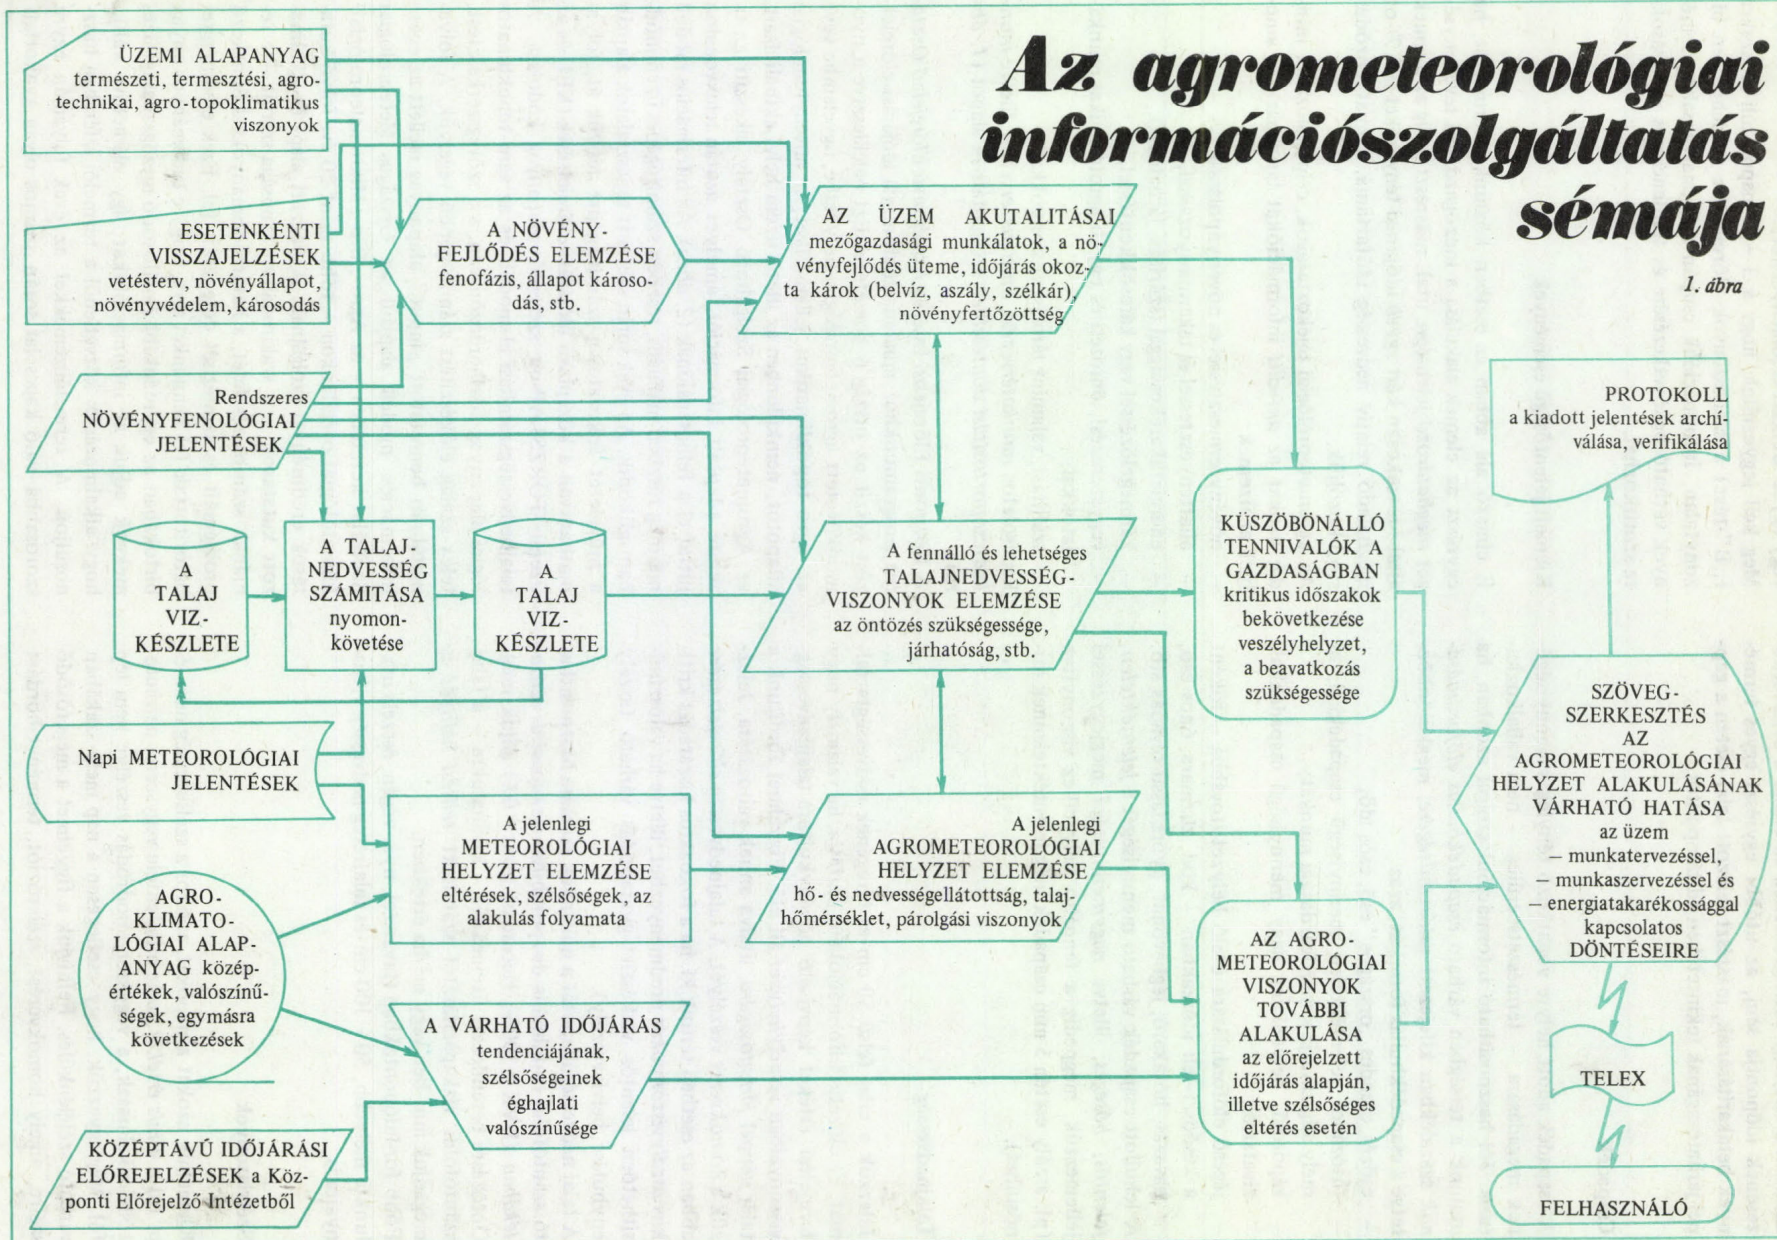 Az agrometeorológiai
információszolgáltatás
sémája
1. ábra
ÜZEMI ALAPANYAG
természeti, termesztési, agro-
technikai, agro-topoklimatikus
viszonyok
ESETENKÉNTI
VISSZAJELZÉSEK
vetésterv, növényállapot,
növényvédelem, károsodás
A NÖVÉNY-
FEJLŐDÉS ELEMZÉSE
fenofázis, állapot károso-
dás, stb.
AZ ÜZEM AKUTALITÁSAI
mezőgazdasági munkálatok, a nö-
vényfejlődés üteme, időjárás okoz-
ta károk (belvíz, aszály, szélkár),
növényfertőzöttség
Rendszeres
NÖVÉNYFENOLÓGIAI
JELENTÉSEK
PROTOKOLL
a kiadott jelentések archi-
válása, verifikálása
A
TALAJ
VIZ-
KÉSZLETE
A TALAJ-
NEDVESSÉG
SZÁMITÁSA
nyomon-
követése
A
TALAJ
VIZ-
KÉSZLETE
A fennálló és lehetséges
TALAJNEDVESSÉG-
VISZONYOK ELEMZÉSE
az öntözés szükségessége,
járhatóság, stb.
KÜSZÖBÖNÁLLÓ
TENNIVALÓK A
GAZDASÁGBAN
kritikus időszakok
bekövetkezése
veszélyhelyzet,
a beavatkozás
szükségessége
Napi METEOROLÓGIAI
JELENTÉSEK
A jelenlegi
METEOROLÓGIAI
HELYZET ELEMZÉSE
eltérések, szélsőségek, az
alakulás folyamata
A jelenlegi
AGROMETEOROLÓGIAI
HELYZET ELEMZÉSE
hő- és nedvességellátottság, talaj-
hőmérséklet, párolgási viszonyok
SZÖVEG-
SZERKESZTÉS
AZ
AGROMETEOROLÓGIAI
HELYZET ALAKULÁSÁNAK
VÁRHATÓ HATÁSA
az üzem
— munkatervezéssel,
— munkaszervezéssel és
— energiatakarékossággal
kapcsolatos
DÖNTÉSEIRE
AGRO-
KLIMATO-
LÓGIAI ALAP-
ANYAG közép-
értékek, valószínű-
ségek, egymásra
következések
A VÁRHATÓ IDŐJÁRÁS
tendenciájának,
szélsőségeinek
éghajlati
valószínűsége
AZ AGRO-
METEOROLÓGIAI
VISZONYOK
TOVÁBBI
ALAKULÁSA
az előrejelzett
időjárás alapján,
illetve szélsőséges
eltérés esetén
TELEX
KÖZÉPTÁVÚ IDŐJÁRÁSI
ELŐREJELZÉSEK a Köz-
ponti Előrejelző Intézetből
FELHASZNÁLÓ